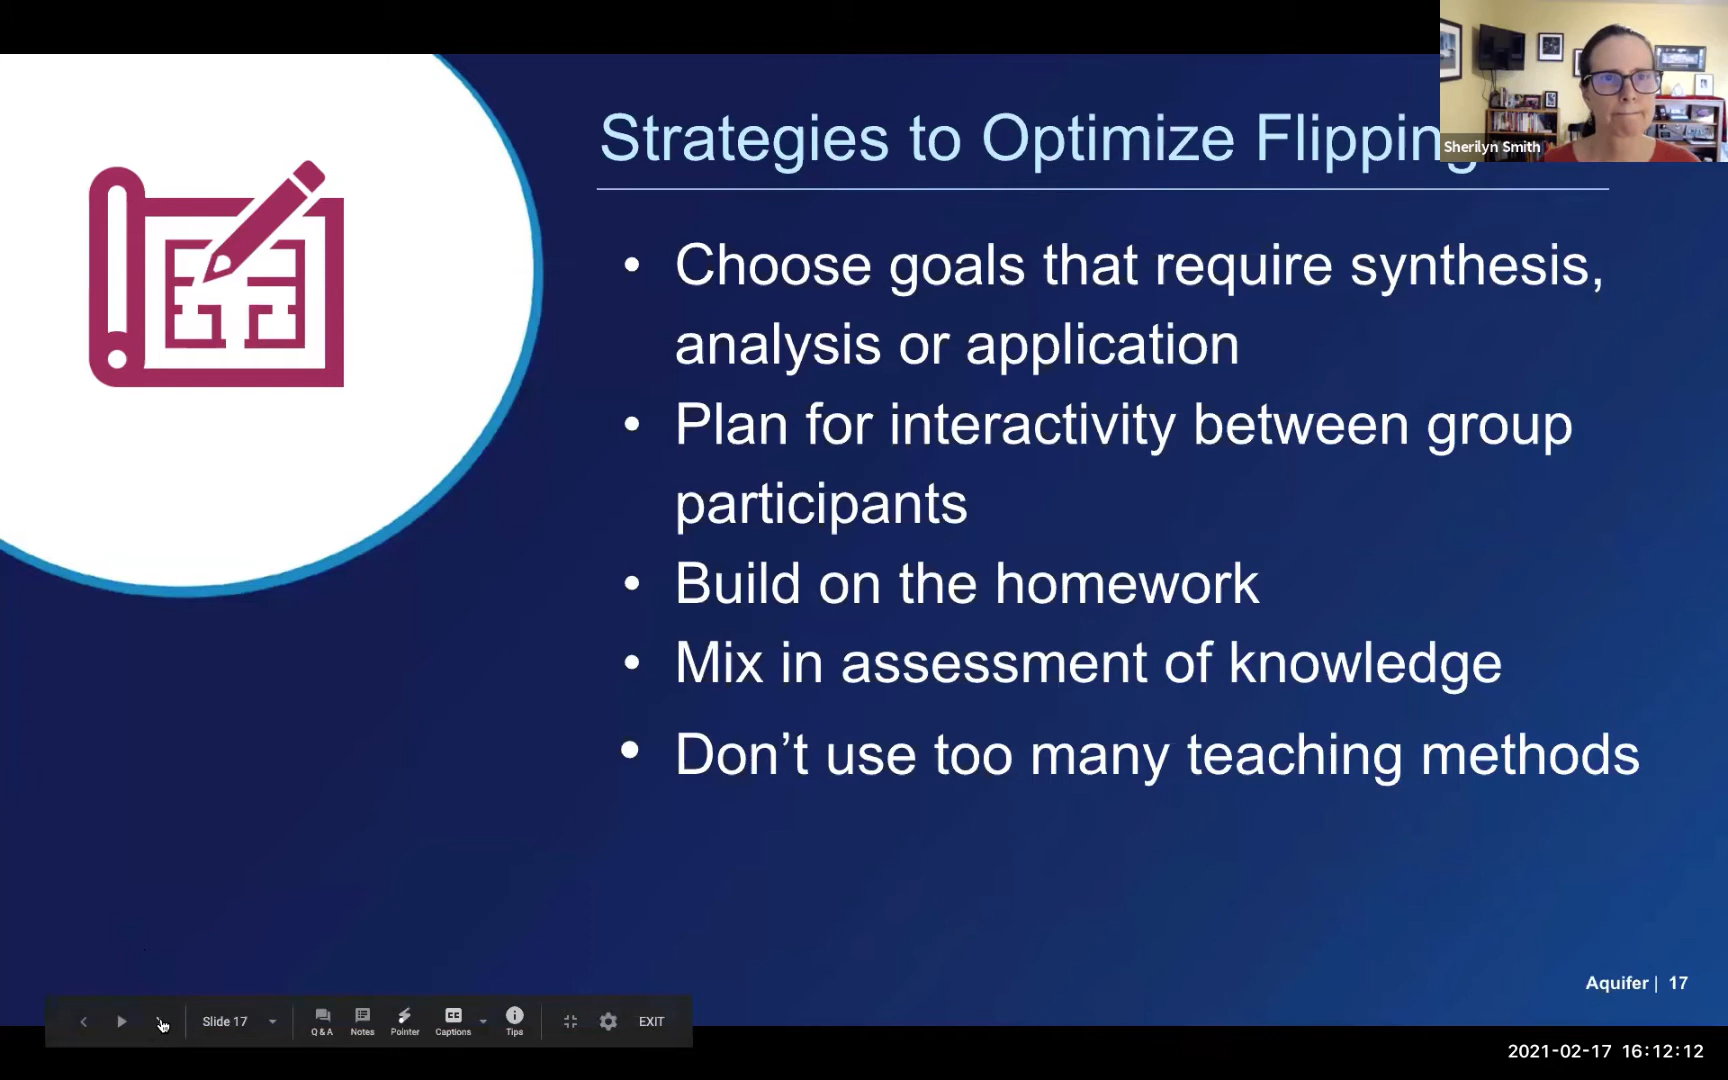 Strategies to Optimize Flipping
Sherilyn Smith
• Choose goals that require synthesis,
analysis or application
• Plan for interactivity between group
participants
• Build on the homework
• Mix in assessment of knowledge
• Don’t use too many teaching methods
Aquifer | 17
Slide 17
Q & A
Notes
Pointer
Captions
Tips
EXIT
2021-02-17 16:12:12